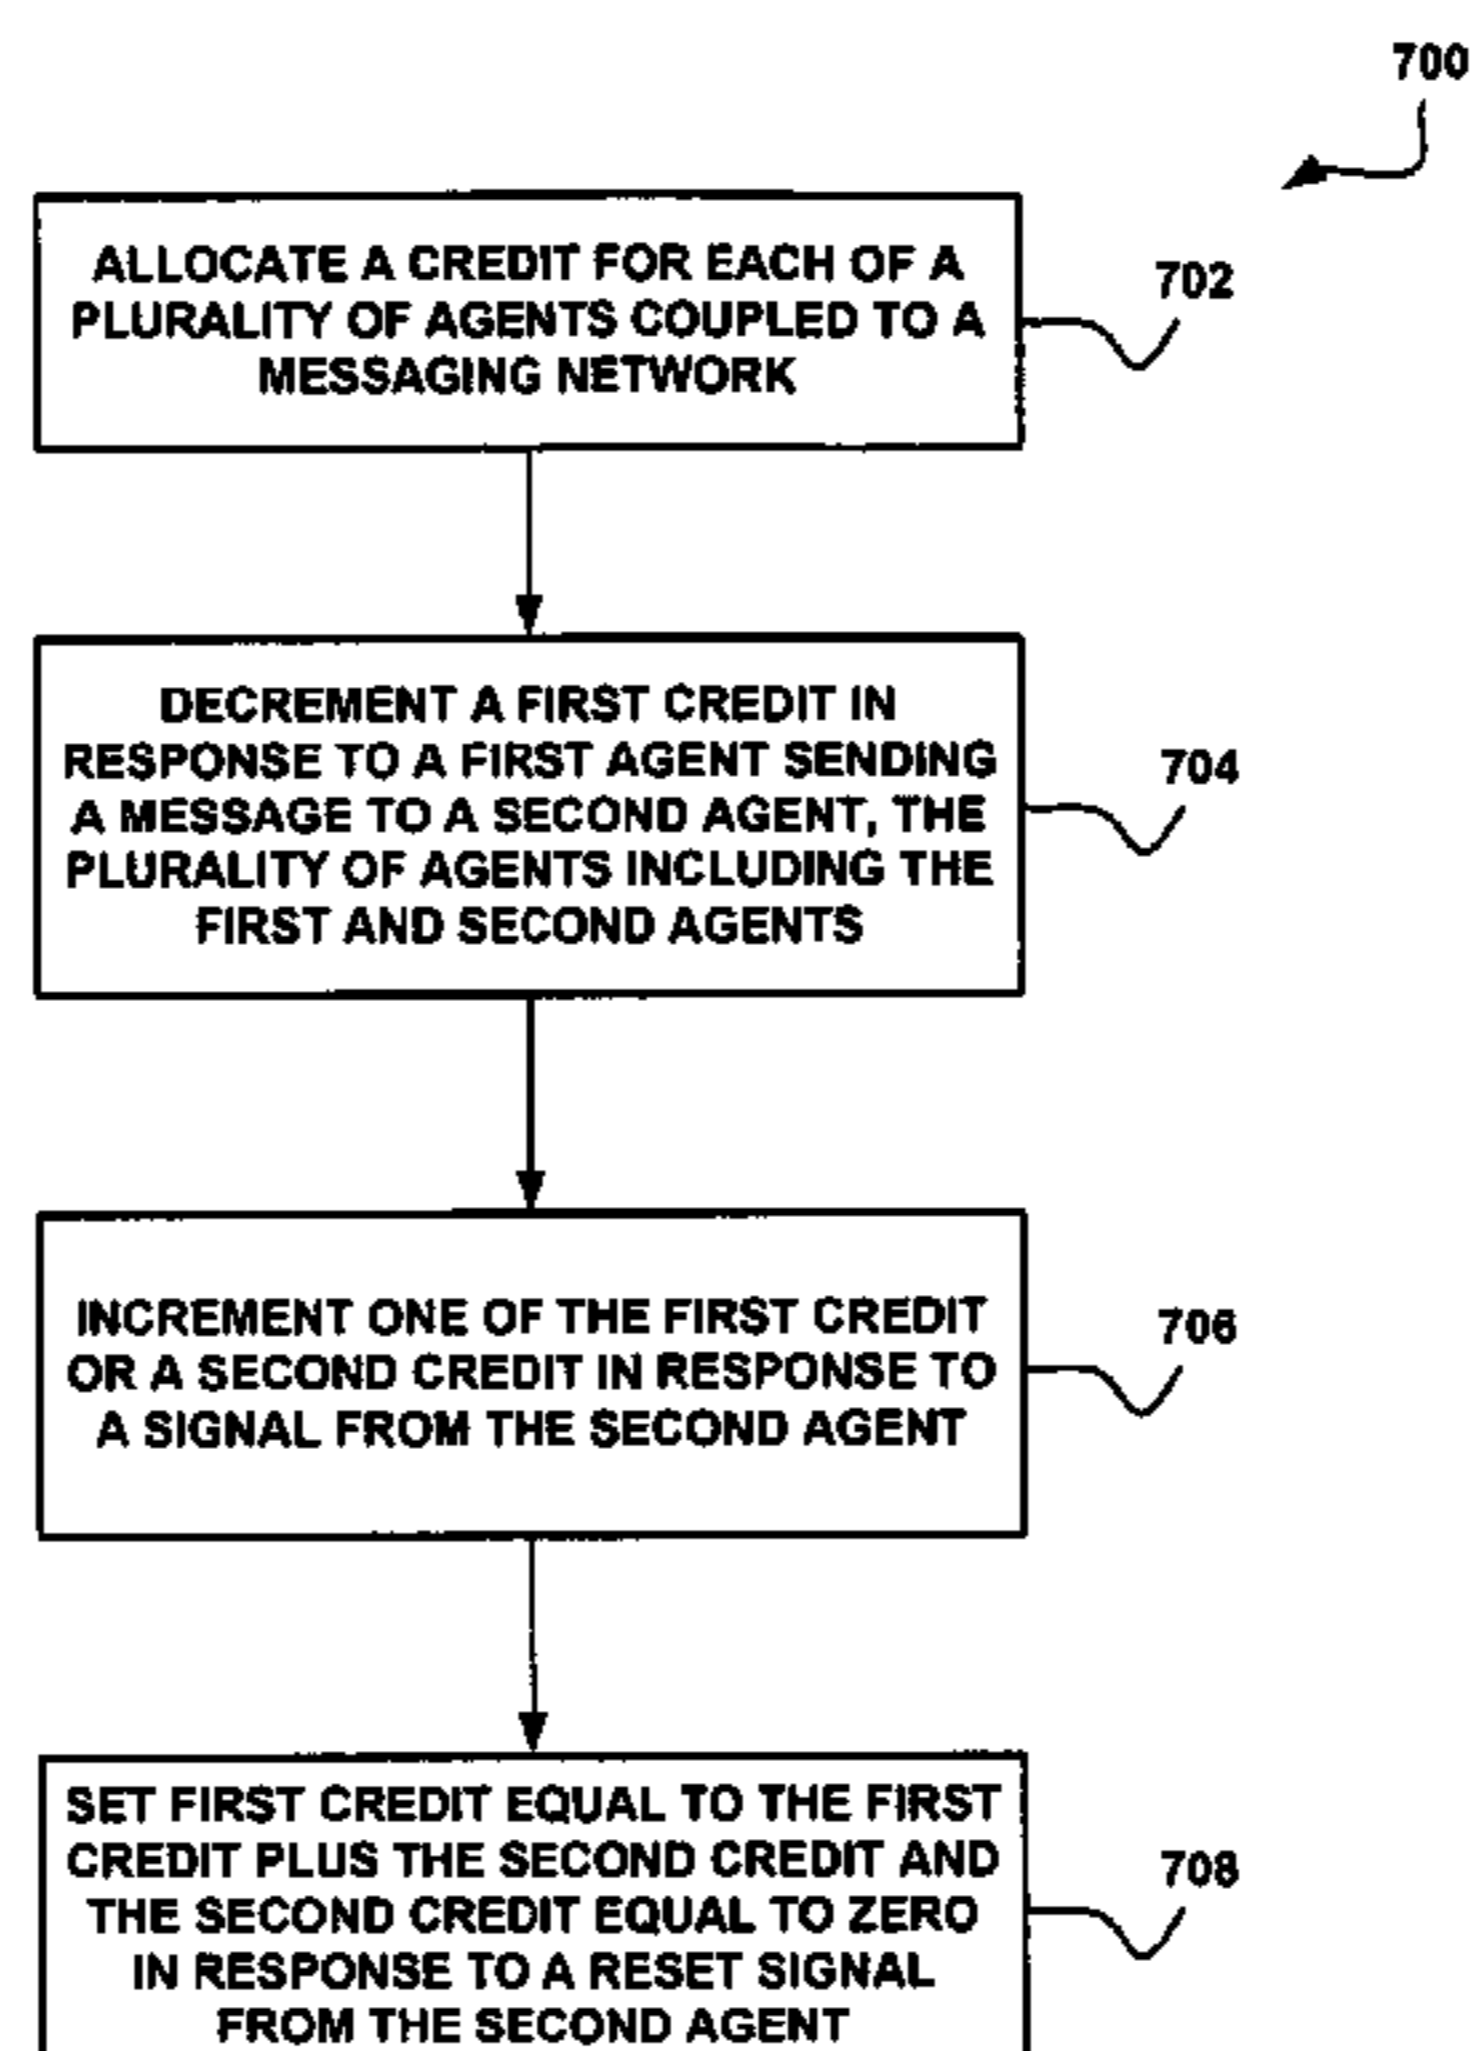 700
ALLOCATE A CREDIT FOR EACH OF A
PLURALITY OF AGENTS COUPLED TO A
MESSAGING NETWORK
702
DECREMENT A FIRST CREDIT IN
RESPONSE TO A FIRST AGENT SENDING
A MESSAGE TO A SECOND AGENT, THE
PLURALITY OF AGENTS INCLUDING THE
FIRST AND SECOND AGENTS
704
INCREMENT ONE OF THE FIRST CREDIT
OR A SECOND CREDIT IN RESPONSE TO
A SIGNAL FROM THE SECOND AGENT
706
SET FIRST CREDIT EQUAL TO THE FIRST
CREDIT PLUS THE SECOND CREDIT AND
THE SECOND CREDIT EQUAL TO ZERO
IN RESPONSE TO A RESET SIGNAL
FROM THE SECOND AGENT
708